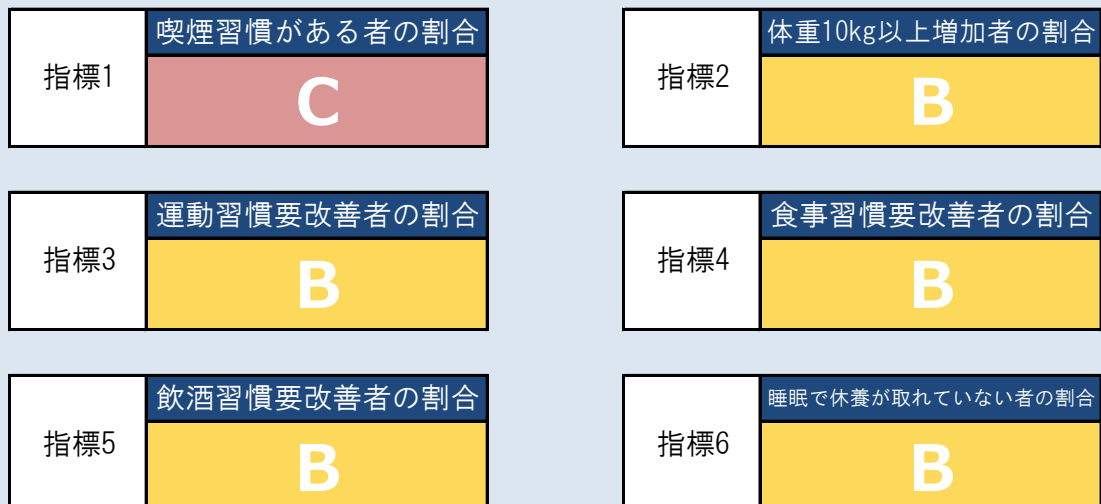 指標1
喫煙習慣がある者の割合
C
指標2
体重10kg以上増加者の割合
B
指標3
運動習慣要改善者の割合
B
指標4
食事習慣要改善者の割合
B
指標5
飲酒習慣要改善者の割合
B
指標6
睡眠で休養が取れていない者の割合
B